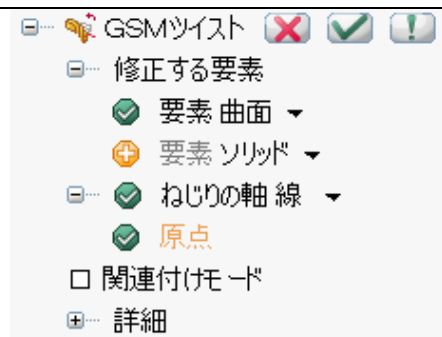 GSMツイスト
修正する要素
要素 曲面
要素 ソリッド
ねじりの軸 線
原点
関連付けモード
詳細